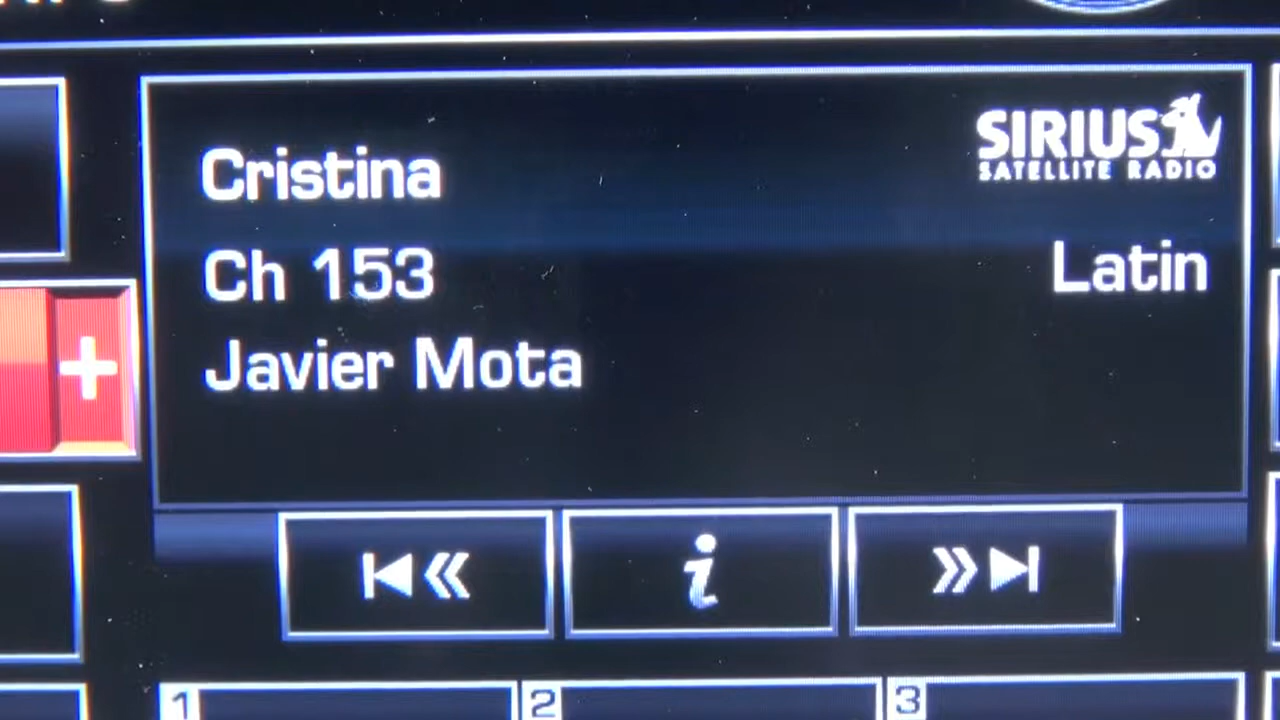 SIRIUS
SATELLITE RADIO
Cristina
Ch 153
Latin
Javier Mota
i
1
2
3